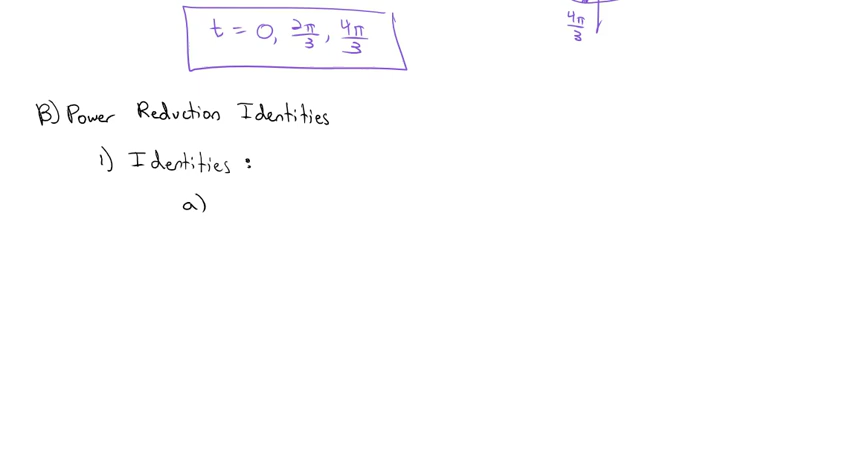 t = 0, 2π/3, 4π/3
4π/3
B) Power Reduction Identities
1) Identities :
a)